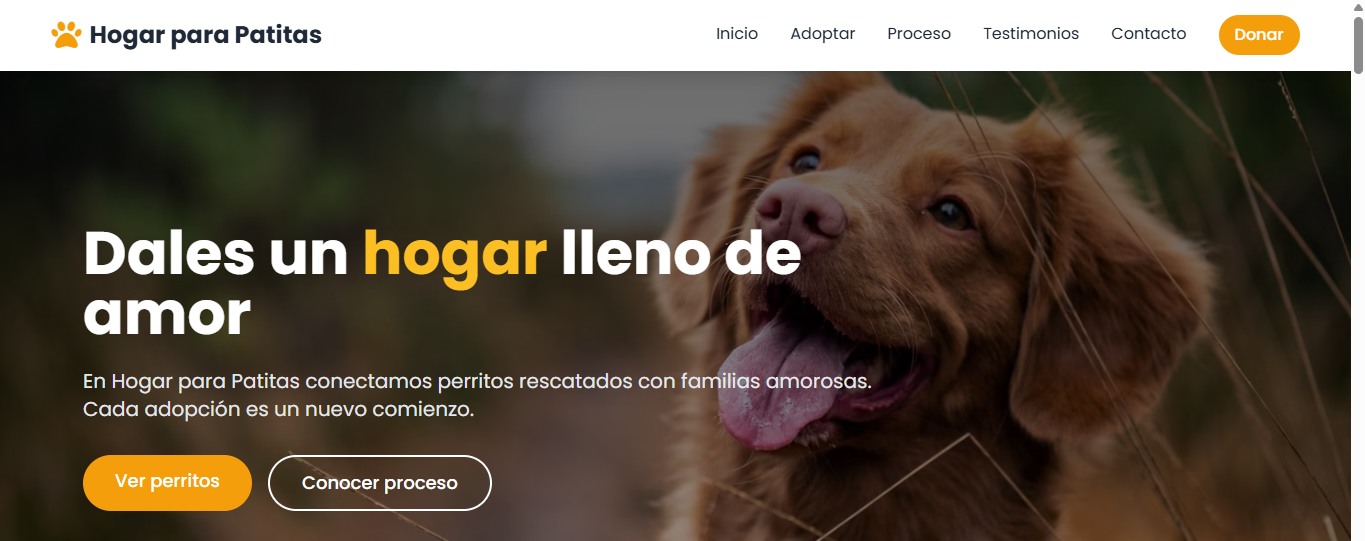 Hogar para Patitas
Inicio
Adoptar
Proceso
Testimonios
Contacto
Donar
Dales un hogar lleno de
amor
En Hogar para Patitas conectamos perritos rescatados con familias amorosas.
Cada adopción es un nuevo comienzo.
Ver perritos
Conocer proceso